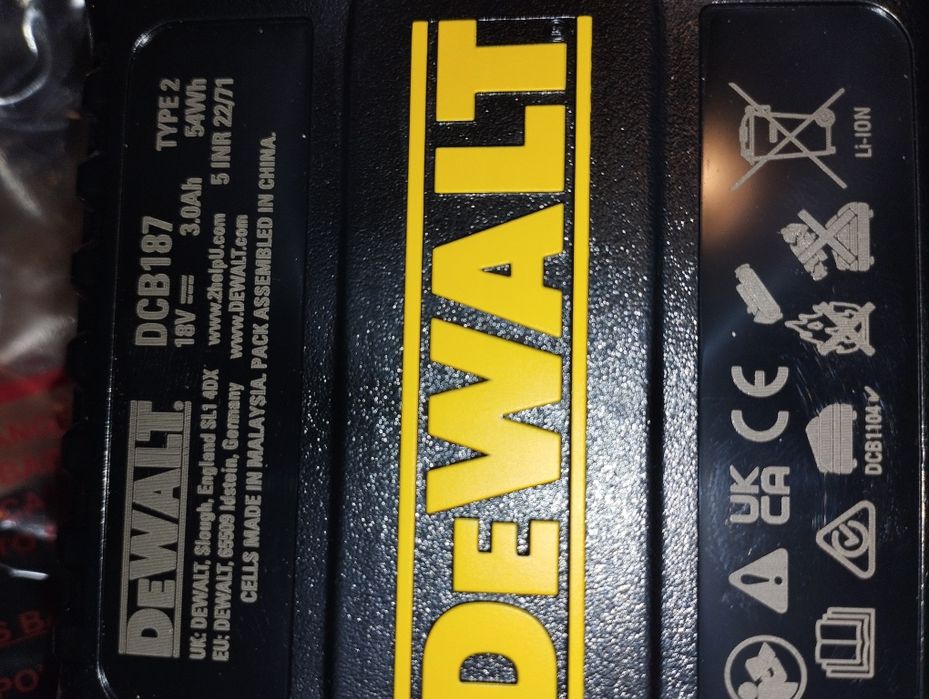 DEWALT
DCB187 TYPE 2
18V 3.0Ah 54Wh
UK: DEWALT, Slough, England SL1 4DX www.2helpU.com 5 INR 22/71
EU: DEWALT, 65509 Idstein, Germany www.DEWALT.com
CELLS MADE IN MALAYSIA. PACK ASSEMBLED IN CHINA.
DEWALT
UK
CA
CE
DCB1104
Li-ION